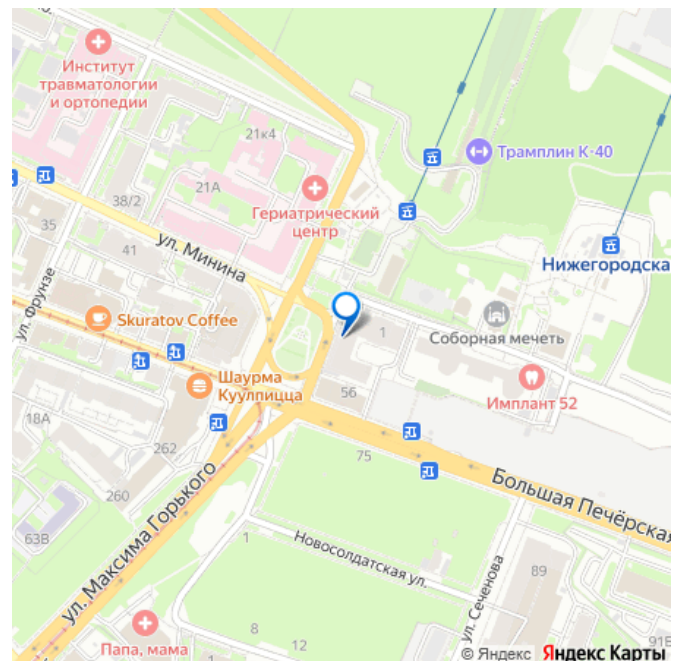 Институт
травматологии
и ортопедии
21к4
Трамплин К-40
21А
38/2
Гериатрический
центр
35
ул. Минина
41
Нижегородска
ул. Фрунзе
Skuratov Coffee
1
Соборная мечеть
Шаурма
Куулпицца
56
Имплант 52
18А
262
75
260
Большая Печёрская
63В
ул. Максима Горького
1
Новосолдатская ул.
ул. Сеченова
89
8
12
91В
Папа, мама
© Яндекс Яндекс Карты